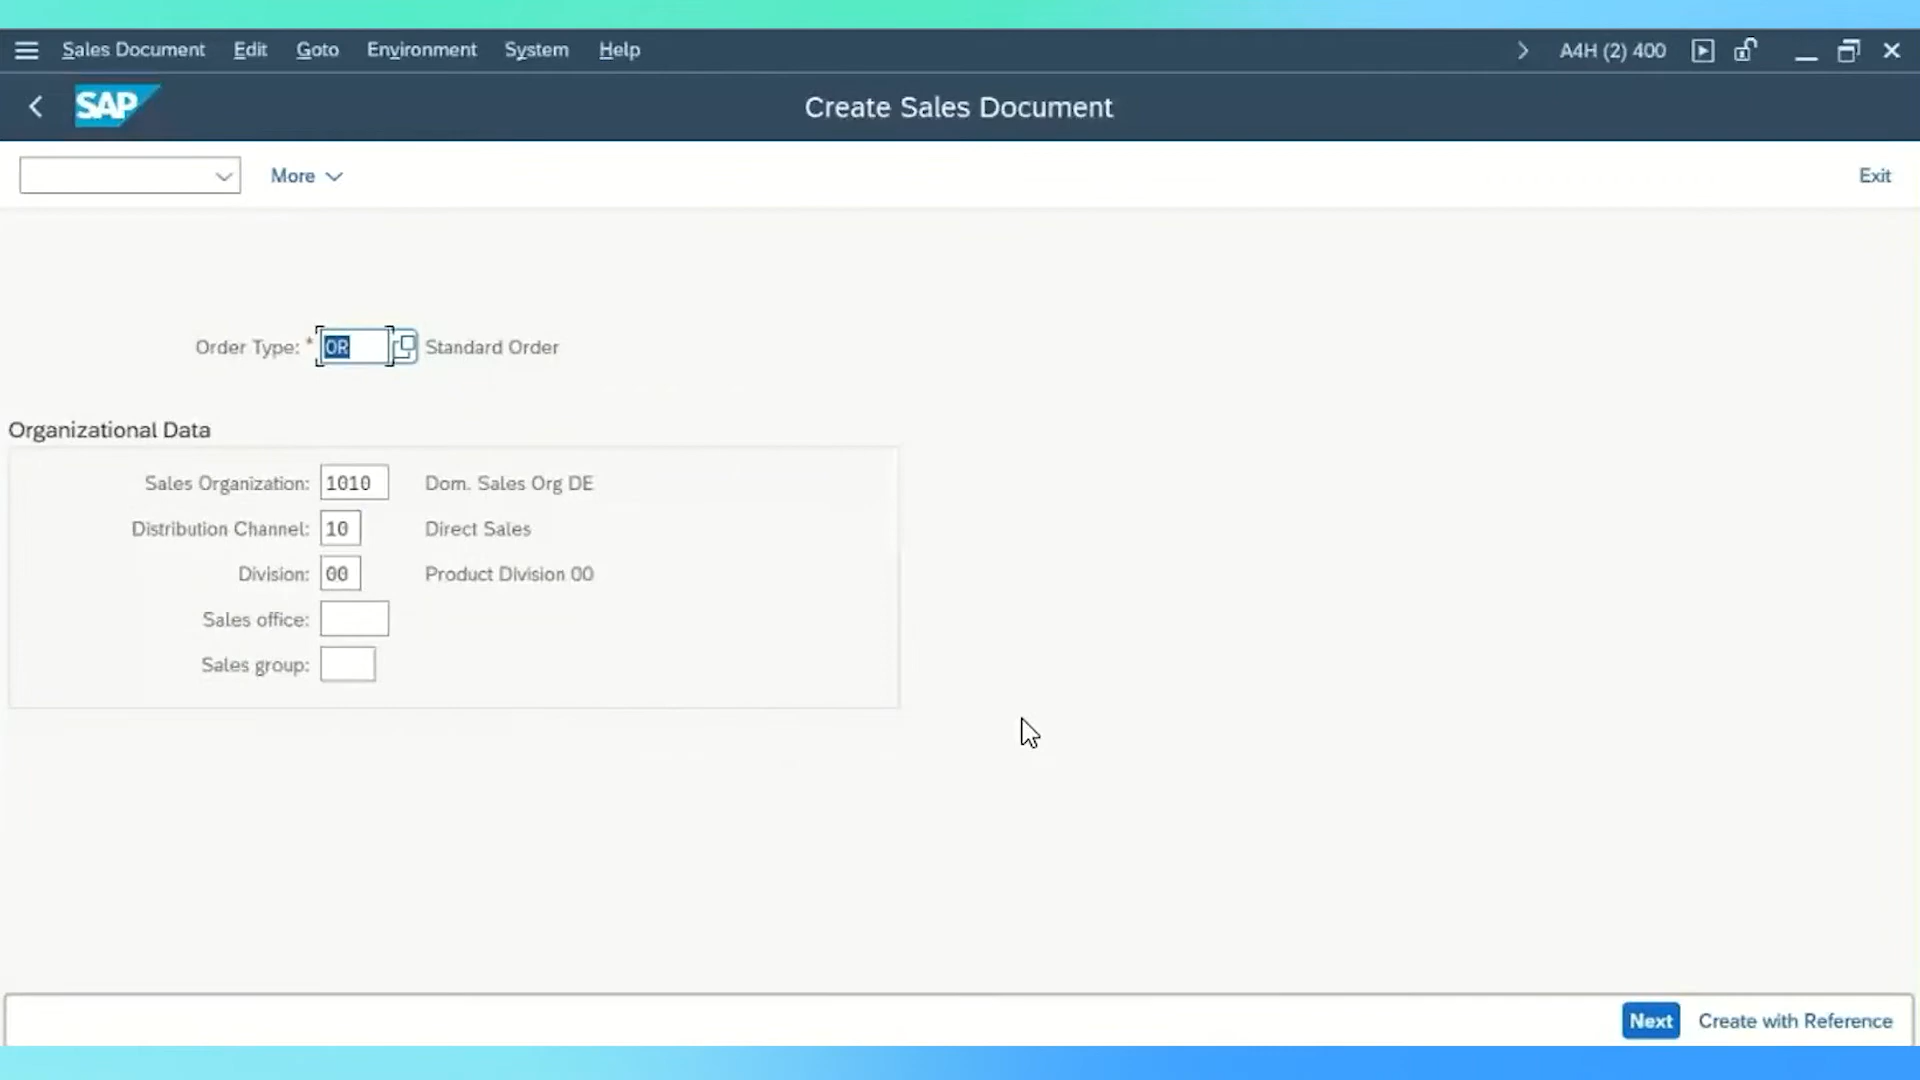 Sales Document Edit Goto Environment System Help A4H (2) 400
SAP Create Sales Document
More Exit
Order Type: * OR Standard Order
Organizational Data
Sales Organization: 1010 Dom. Sales Org DE
Distribution Channel: 10 Direct Sales
Division: 00 Product Division 00
Sales office:
Sales group:
Next Create with Reference